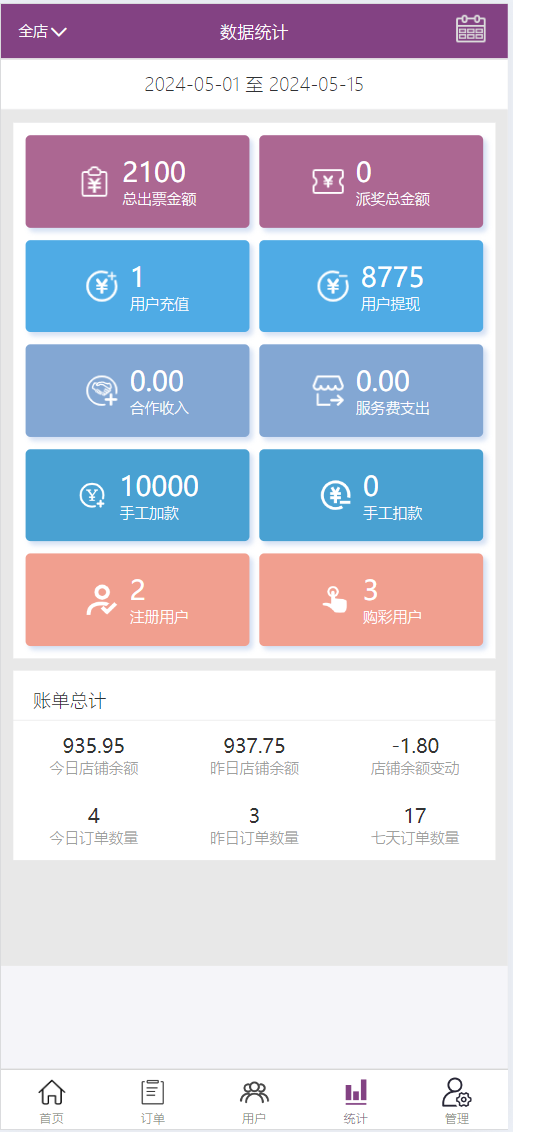 全店 数据统计
2024-05-01 至 2024-05-15
2100 0
总出票金额 派奖总金额
1 8775
用户充值 用户提现
0.00 0.00
合作收入 服务费支出
10000 0
手工加款 手工扣款
2 3
注册用户 购彩用户
账单总计
935.95 937.75 -1.80
今日店铺余额 昨日店铺余额 店铺余额变动
4 3 17
今日订单数量 昨日订单数量 七天订单数量
首页 订单 用户 统计 管理